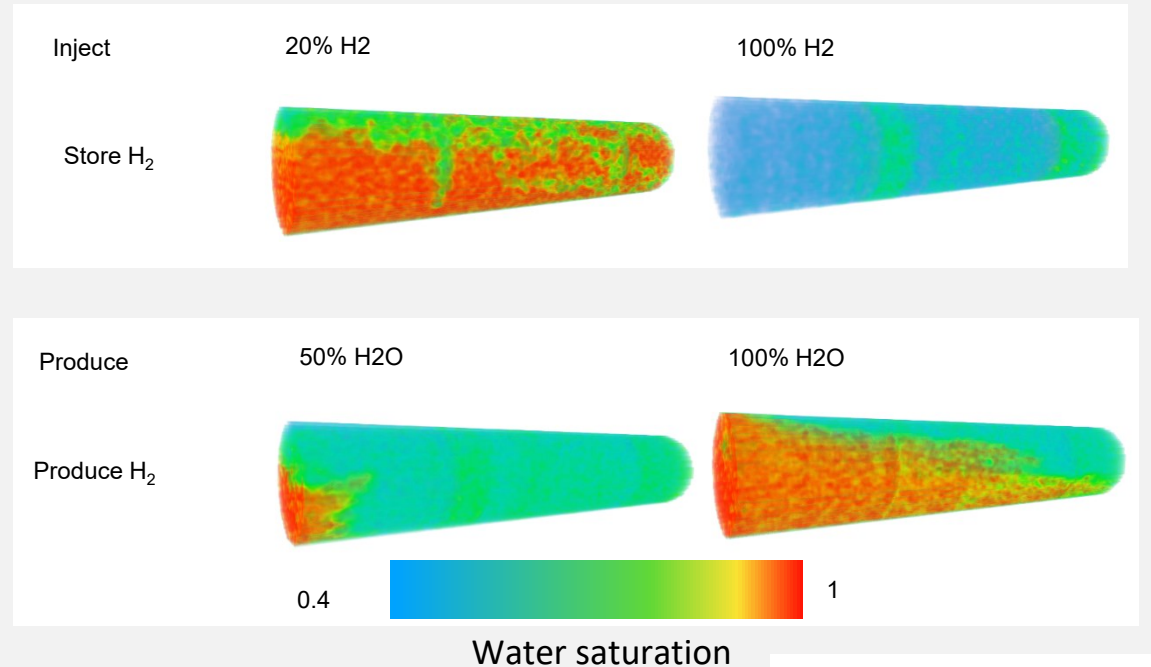 Inject
20% H2
100% H2
Store H₂
Produce
50% H2O
100% H2O
Produce H₂
0.4
1
Water saturation